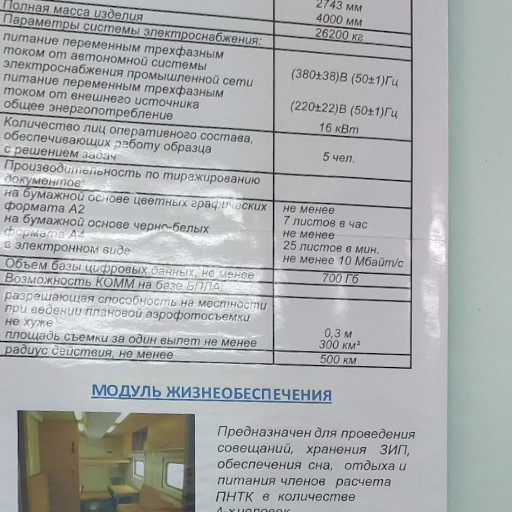 2743 мм
4000 мм
Полная масса изделия
26200 кг
Параметры системы электроснабжения:
питание переменным трехфазным
током от автономной системы
электроснабжения промышленной сети
(380±38)В (50±1)Гц
питание переменным трехфазным
током от внешнего источника
(220±22)В (50±1)Гц
общее энергопотребление
16 кВт
Количество лиц оперативного состава,
обеспечивающих работу образца
с решением задач
5 чел.
Производительность по тиражированию
документов:
на бумажной основе цветных графических
формата А2
не менее
7 листов в час
на бумажной основе черно-белых
формата А4
не менее
25 листов в мин.
в электронном виде
не менее 10 Мбайт/с
Объем базы цифровых данных, не менее
700 Гб
Возможность КОММ на базе БПЛА:
разрешающая способность на местности
при ведении плановой аэрофотосъемки
не хуже
0,3 м
площадь съемки за один вылет не менее
300 км²
радиус действия, не менее
500 км
МОДУЛЬ ЖИЗНЕОБЕСПЕЧЕНИЯ
Предназначен для проведения
совещаний, хранения ЗИП,
обеспечения сна, отдыха и
питания членов расчета
ПНТК в количестве
4-х человек